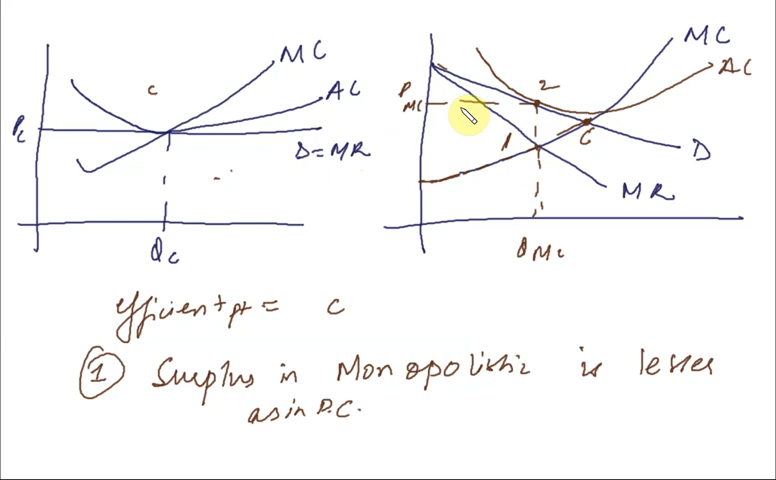 MC
C
AC
Pc
D=MR
Qc
MC
AC
P
MC
2
C
1
D
MR
QMc
efficient pt = C
① Surplus in Monopolistic is lesser
as in P.C.